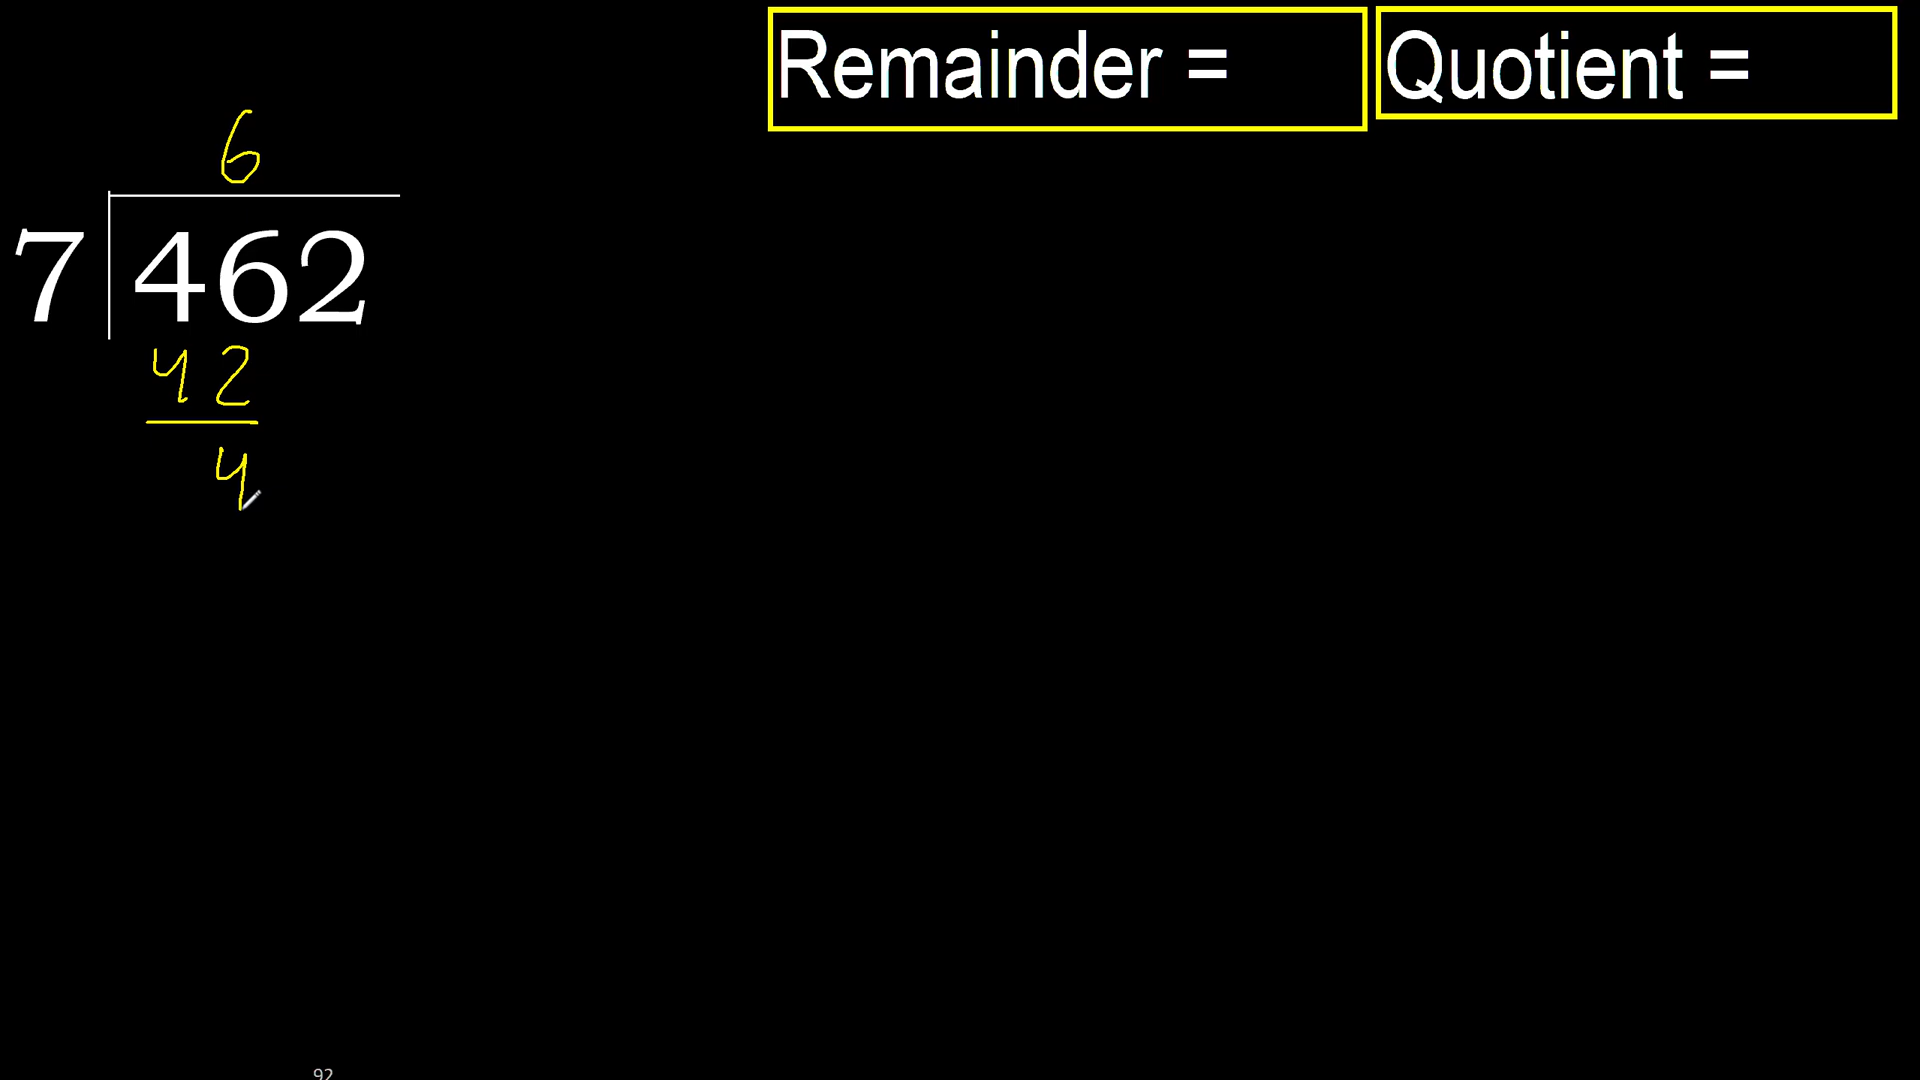 Remainder =
Quotient =
6
7 462
42
4
92